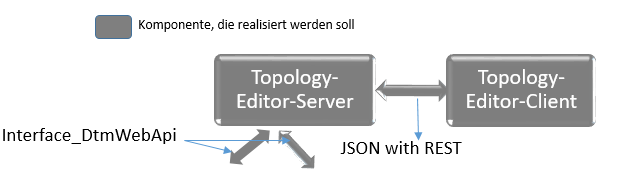 Komponente, die realisiert werden soll
Topology-
Editor-Server
Topology-
Editor-Client
Interface_DtmWebApi
JSON with REST